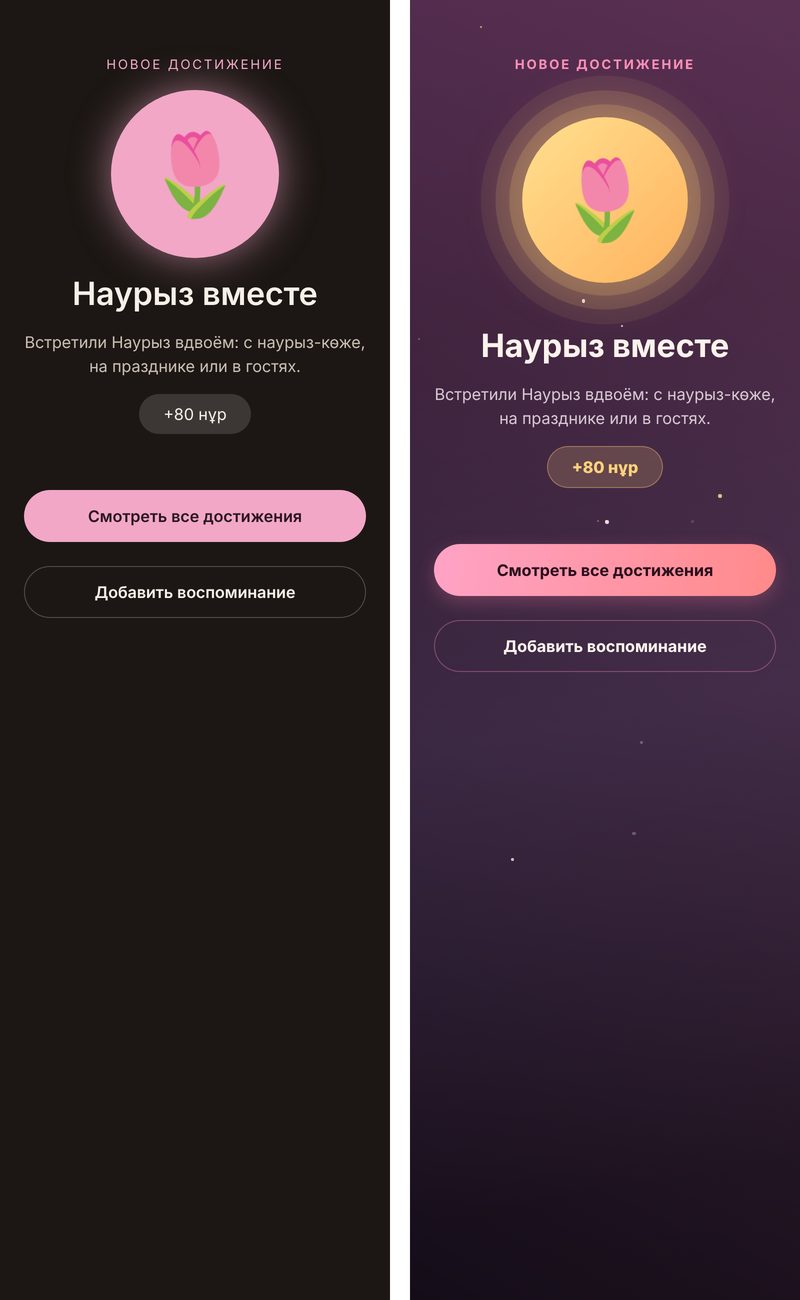 НОВОЕ ДОСТИЖЕНИЕ
Наурыз вместе
Встретили Наурыз вдвоём: с наурыз-көже,
на празднике или в гостях.
+80 нұр
Смотреть все достижения
Добавить воспоминание
НОВОЕ ДОСТИЖЕНИЕ
Наурыз вместе
Встретили Наурыз вдвоём: с наурыз-көже,
на празднике или в гостях.
+80 нұр
Смотреть все достижения
Добавить воспоминание